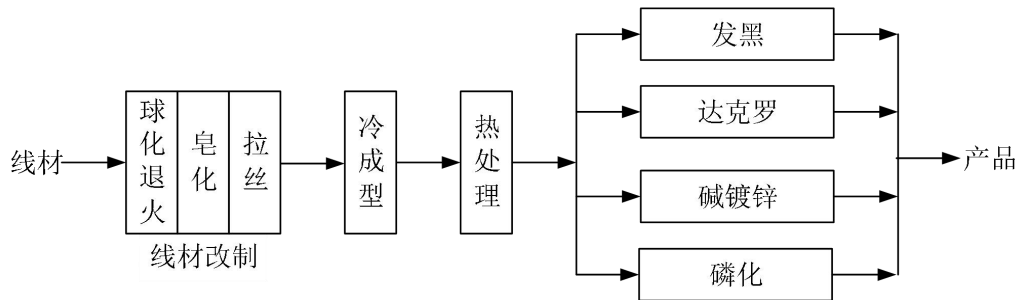 线材
球化退火
皂化
拉丝
线材改制
冷成型
热处理
发黑
达克罗
碱镀锌
磷化
产品